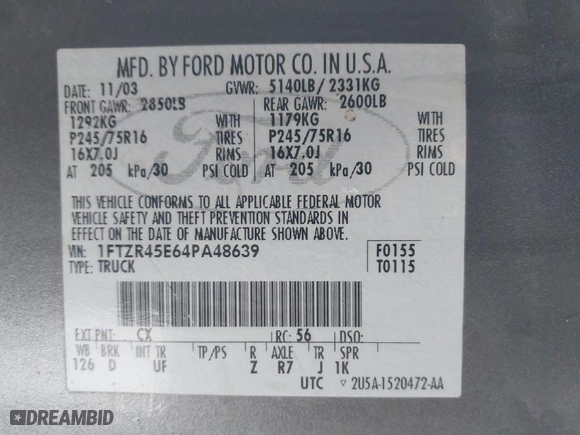 MFD. BY FORD MOTOR CO. IN U.S.A.
DATE: 11/03 GVWR: 5140LB/ 2331KG
FRONT GAWR: 2850LB REAR GAWR: 2600LB
1292KG WITH 1179KG WITH
P245/75R16 TIRES P245/75R16 TIRES
16X7.0J RIMS 16X7.0J RIMS
AT 205 kPa/30 PSI COLD AT 205 kPa/30 PSI COLD
Ford
THIS VEHICLE CONFORMS TO ALL APPLICABLE FEDERAL MOTOR
VEHICLE SAFETY AND THEFT PREVENTION STANDARDS IN
EFFECT ON THE DATE OF MANUFACTURE SHOWN ABOVE.
VIN: 1FTZR45E64PA48639 F0155
TYPE: TRUCK T0115
EXT PNT: CX RC: 56 DSO:
WB BRK INT TR TP/PS R AXLE TR SPR
126 D UF Z R7 J 1K
UTC ▽ 2U5A-1520472-AA
DREAMBID